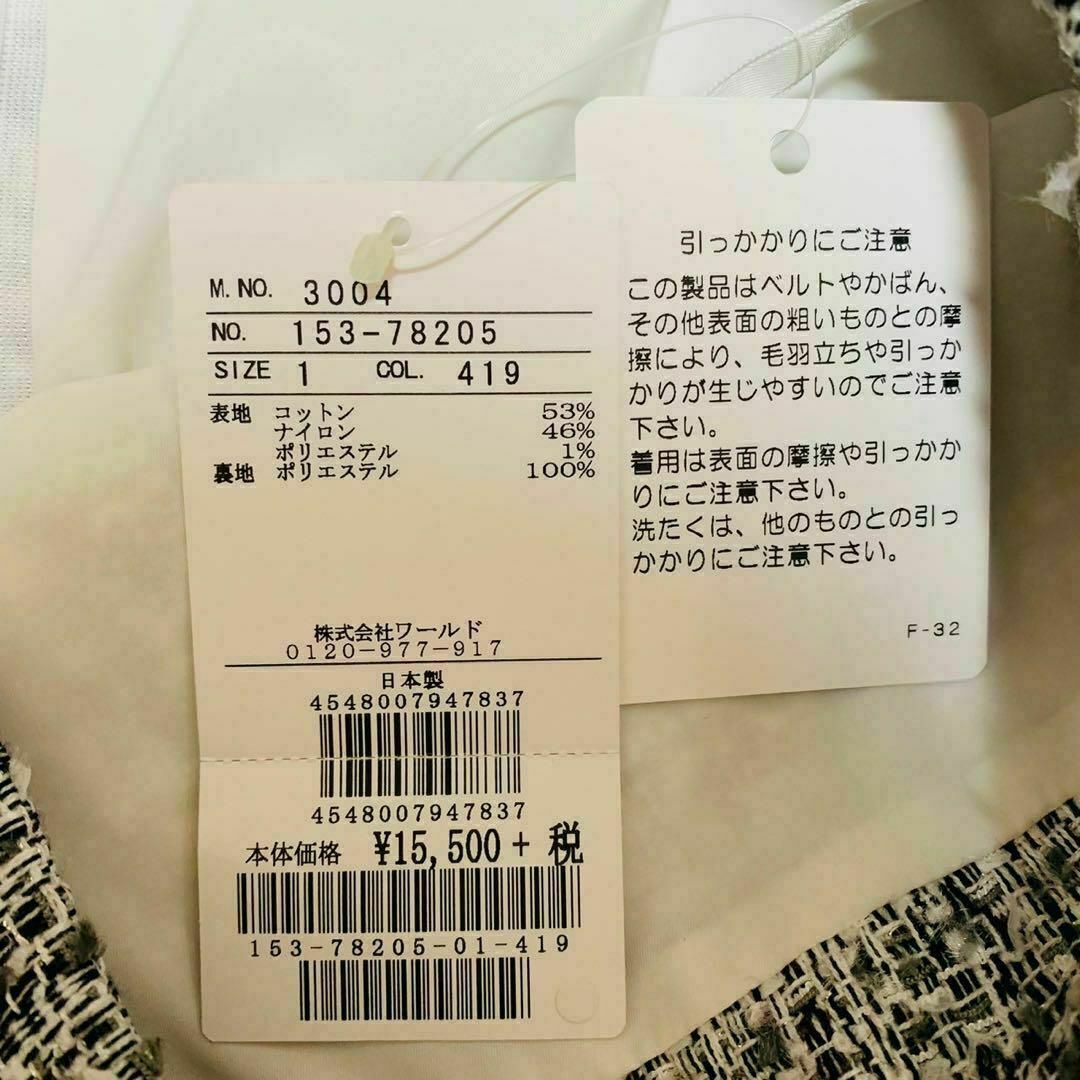 M. NO. 3004
NO. 153-78205
SIZE 1 COL. 419
表地 コットン 53%
ナイロン 46%
ポリエステル 1%
裏地 ポリエステル 100%
株式会社ワールド
0120-977-917
日本製
4548007947837
4548007947837
本体価格 ¥15,500+税
153-78205-01-419
引っかかりにご注意
この製品はベルトやかばん、
その他表面の粗いものとの摩
擦により、毛羽立ちや引っか
かりが生じやすいのでご注意
下さい。
着用は表面の摩擦や引っかか
りにご注意下さい。
洗たくは、他のものとの引っ
かかりにご注意下さい。
F-32